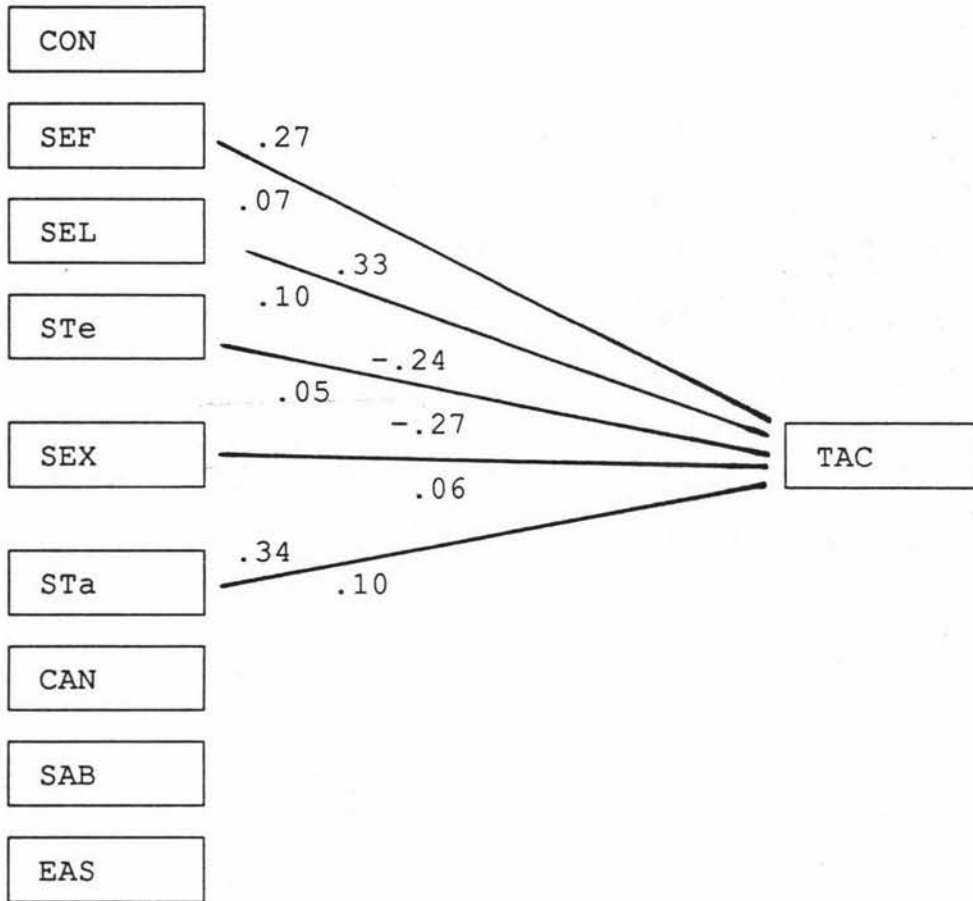 CON
SEF
.27
.07
SEL
.33
.10
STe
-.24
.05
-.27
SEX
TAC
.06
.34
STa
.10
CAN
SAB
EAS